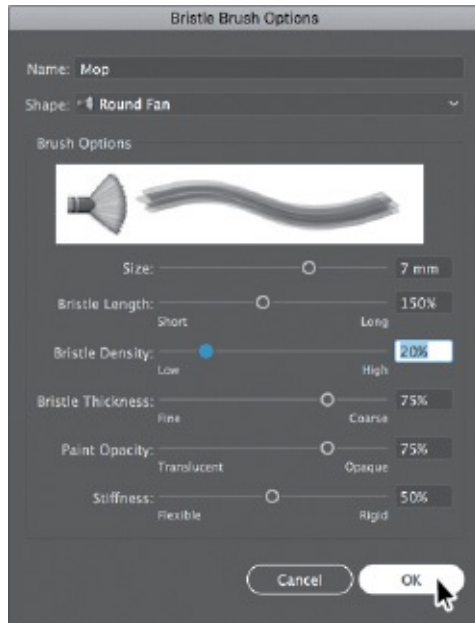 Bristle Brush Options
Name: Mop
Shape: Round Fan
Brush Options
Size: 7 mm
Bristle Length: 150%
Short Long
Bristle Density: 20%
Low High
Bristle Thickness: 75%
Fine Coarse
Paint Opacity: 75%
Translucent Opaque
Stiffness: 50%
Flexible Rigid
Cancel OK